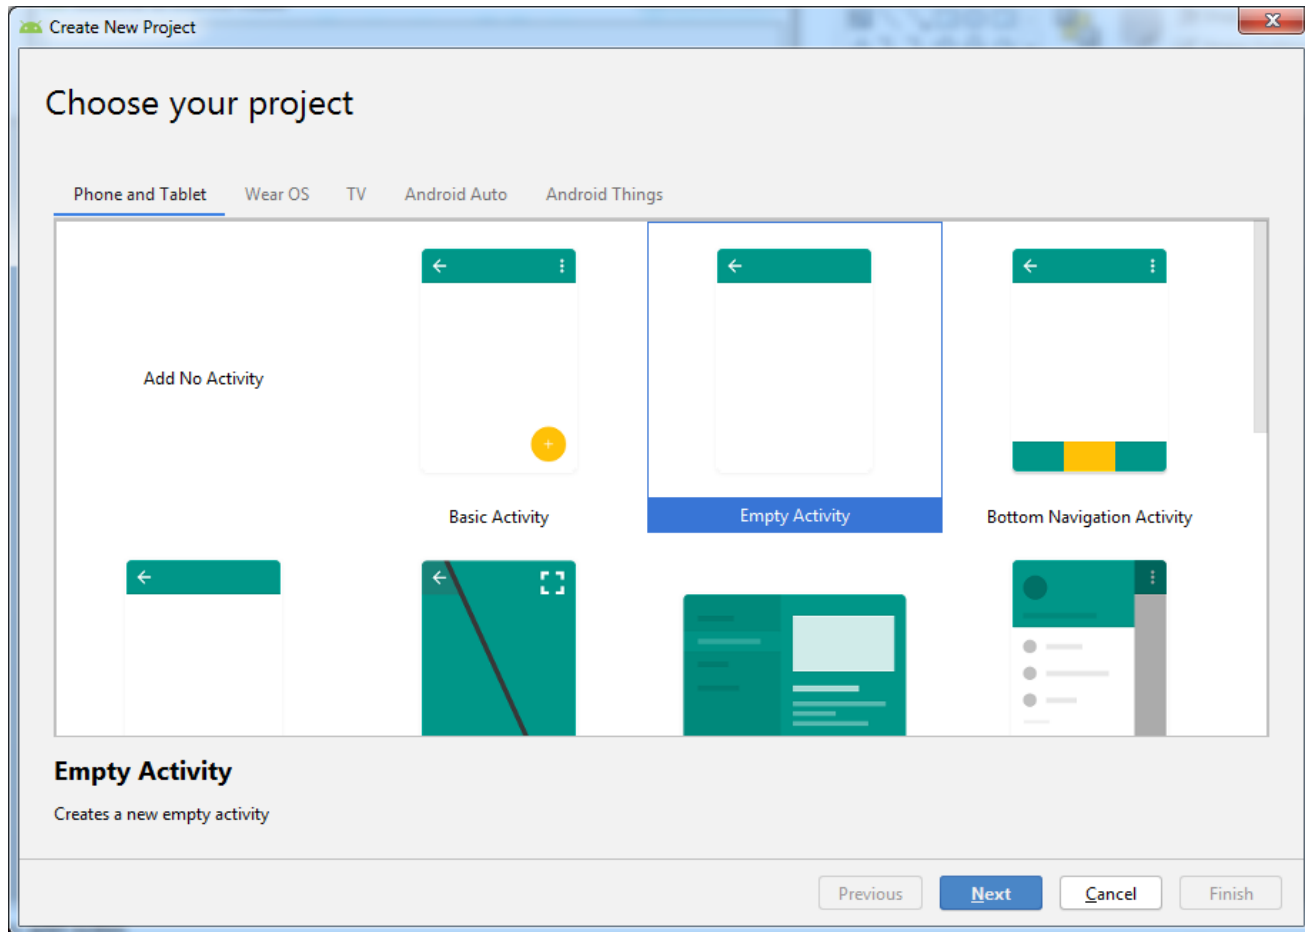 Create New Project
Choose your project
Phone and Tablet Wear OS TV Android Auto Android Things
Add No Activity
Basic Activity
Empty Activity
Bottom Navigation Activity
Empty Activity
Creates a new empty activity
Previous Next Cancel Finish